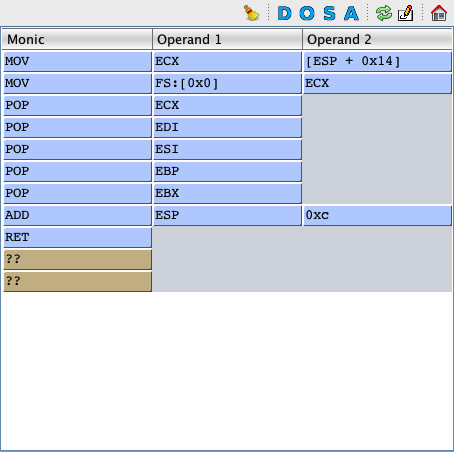 D O S A
Monic Operand 1 Operand 2
MOV ECX [ESP + 0x14]
MOV FS:[0x0] ECX
POP ECX
POP EDI
POP ESI
POP EBP
POP EBX
ADD ESP 0xc
RET
??
??